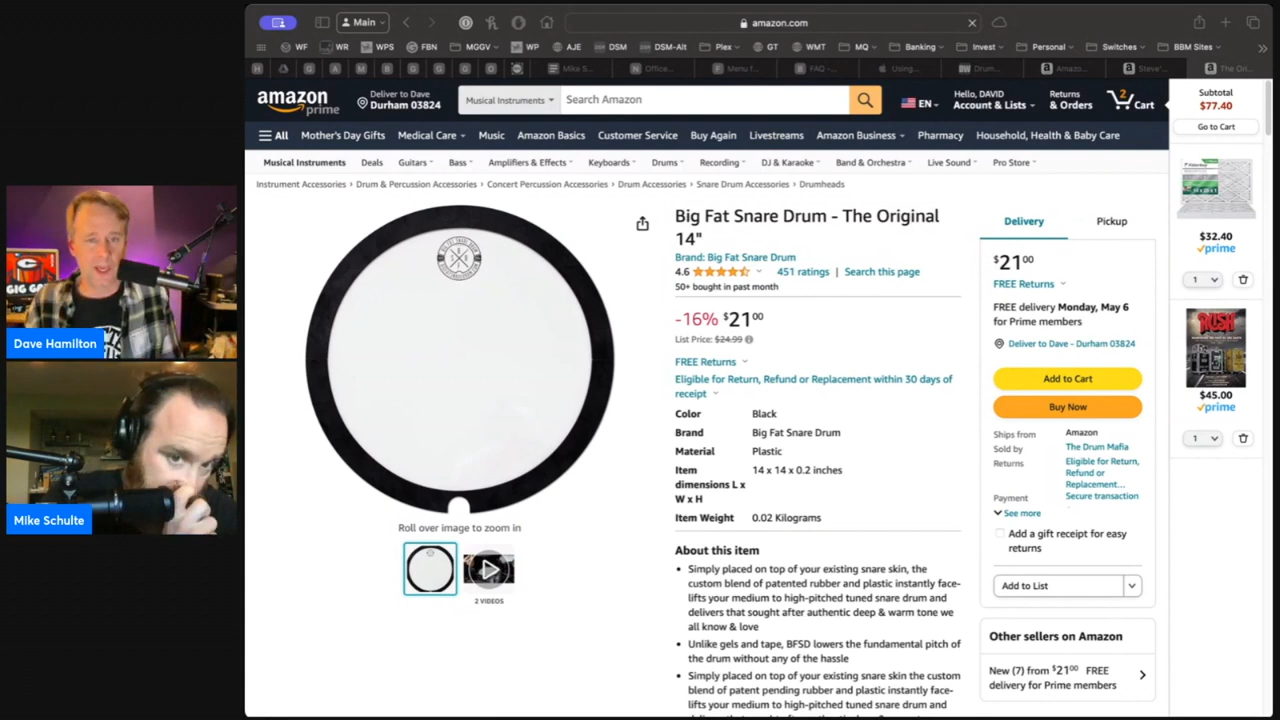 Main
amazon.com
WF
WR
WPS
FBN
MGGV
WP
AJE
DSM
DSM-Alt
Plex
GT
WMT
MQ
Banking
Invest
Personal
Switches
BBM Sites
Mike S...
Office...
Menu f...
FAQ -...
Using...
Drum...
Amazo...
Steve'...
The Ori...
amazon
prime
Deliver to Dave
Durham 03824
Musical Instruments
Search Amazon
EN
Hello, DAVID
Account & Lists
Returns
& Orders
2
Cart
Subtotal
$77.40
Go to Cart
All
Mother's Day Gifts
Medical Care
Music
Amazon Basics
Customer Service
Buy Again
Livestreams
Amazon Business
Pharmacy
Household, Health & Baby Care
Musical Instruments
Deals
Guitars
Bass
Amplifiers & Effects
Keyboards
Drums
Recording
DJ & Karaoke
Band & Orchestra
Live Sound
Pro Store
Instrument Accessories › Drum & Percussion Accessories › Concert Percussion Accessories › Drum Accessories › Snare Drum Accessories › Drumheads
Big Fat Snare Drum - The Original
14"
Brand: Big Fat Snare Drum
4.6
451 ratings | Search this page
50+ bought in past month
-16% $21 00
List Price: $24.99
FREE Returns
Eligible for Return, Refund or Replacement within 30 days of
receipt
Color Black
Brand Big Fat Snare Drum
Material Plastic
Item 14 x 14 x 0.2 inches
dimensions L x
W x H
Item Weight 0.02 Kilograms
About this item
Simply placed on top of your existing snare skin, the
custom blend of patented rubber and plastic instantly face-
lifts your medium to high-pitched tuned snare drum and
delivers that sought after authentic deep & warm tone we
all know & love
Unlike gels and tape, BFSD lowers the fundamental pitch of
the drum without any of the hassle
Simply placed on top of your existing snare skin the custom
blend of patent pending rubber and plastic instantly face-
lifts your medium to high-pitched tuned snare drum and
Roll over image to zoom in
2 VIDEOS
Delivery
Pickup
$21 00
FREE Returns
FREE delivery Monday, May 6
for Prime members
Deliver to Dave - Durham 03824
Add to Cart
Buy Now
Ships from Amazon
Sold by The Drum Mafia
Returns Eligible for Return,
Refund or
Replacement...
Payment Secure transaction
See more
Add a gift receipt for easy
returns
Add to List
Other sellers on Amazon
New (7) from $21 00 FREE
delivery for Prime members
$32.40
prime
1
RUSH
$45.00
prime
1
GIG GA
Dave Hamilton
Mike Schulte